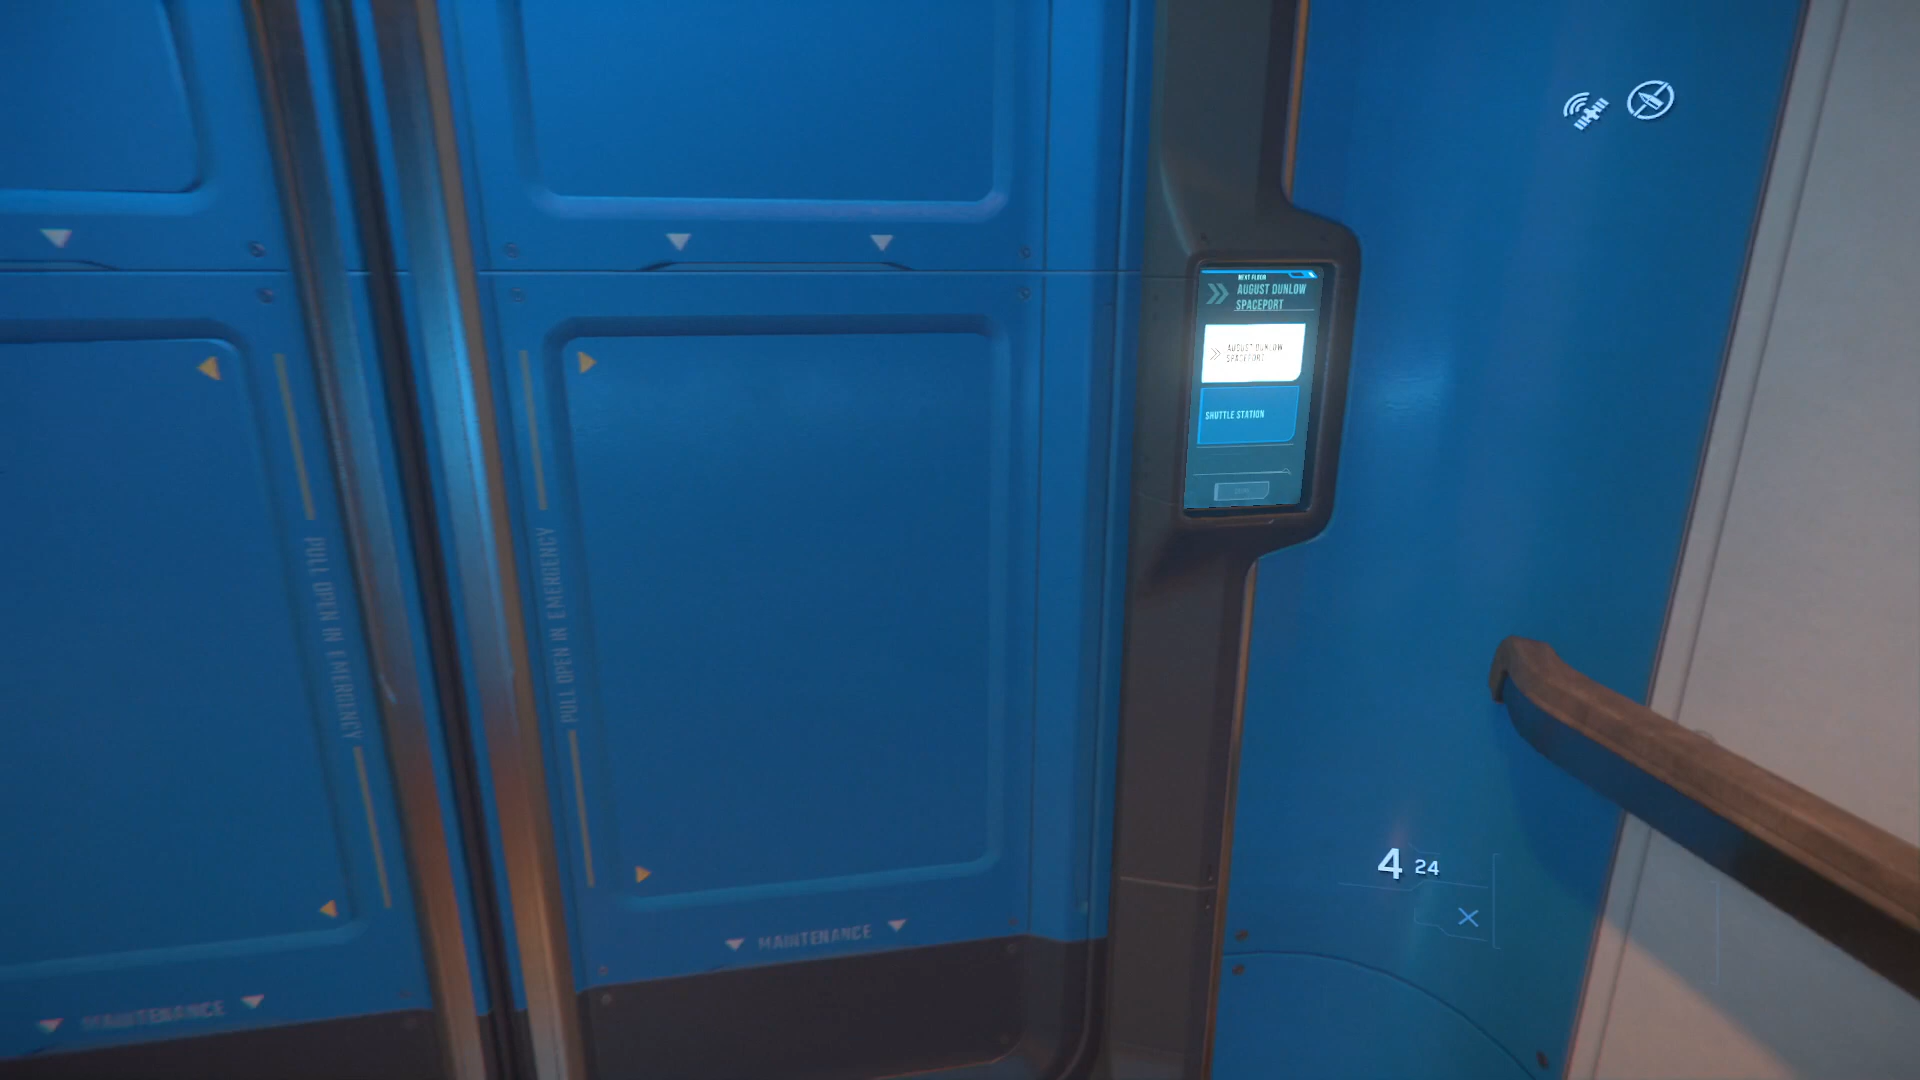 NEXT FLOOR
AUGUST DUNLOW
SPACEPORT
AUGUST DUNLOW
SPACEPORT
SHUTTLE STATION
PULL OPEN IN EMERGENCY
PULL OPEN IN EMERGENCY
4 24
MAINTENANCE
MAINTENANCE